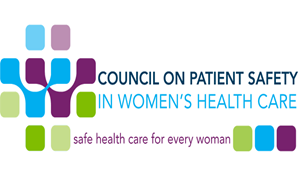 COUNCIL ON PATIENT SAFETY
IN WOMEN'S HEALTH CARE
safe health care for every woman